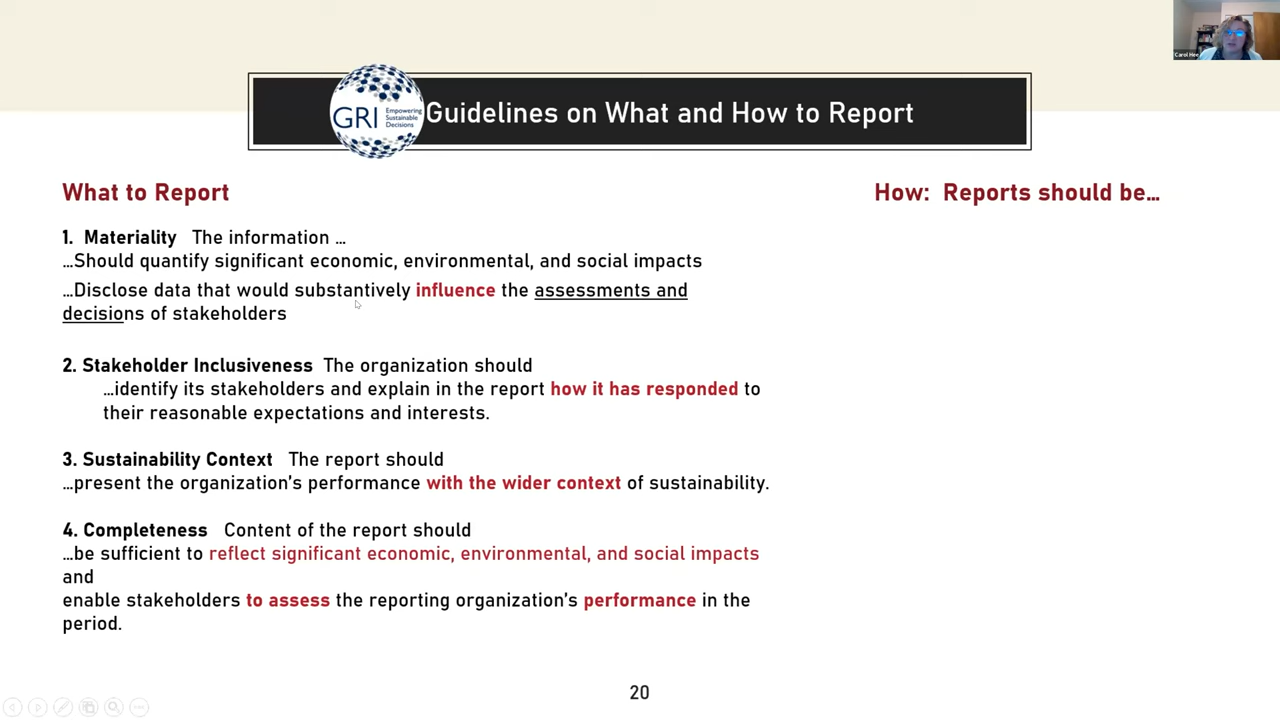 Carol Hee
GRI Empowering Sustainable Decisions
Guidelines on What and How to Report
What to Report
How: Reports should be...
1. Materiality The information ...
...Should quantify significant economic, environmental, and social impacts
...Disclose data that would substantively influence the assessments and
decisions of stakeholders
2. Stakeholder Inclusiveness The organization should
...identify its stakeholders and explain in the report how it has responded to
their reasonable expectations and interests.
3. Sustainability Context The report should
...present the organization's performance with the wider context of sustainability.
4. Completeness Content of the report should
...be sufficient to reflect significant economic, environmental, and social impacts
and
enable stakeholders to assess the reporting organization's performance in the
period.
20